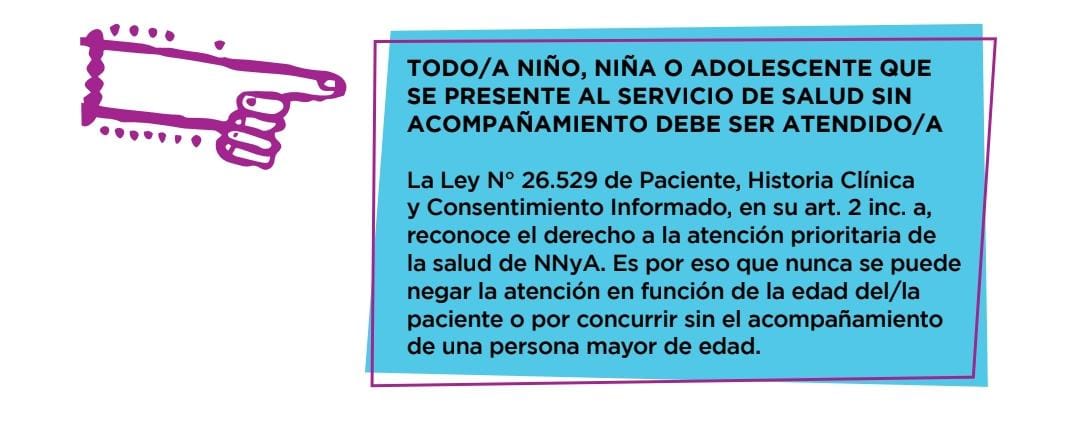 TODO/A NIÑO, NIÑA O ADOLESCENTE QUE
SE PRESENTE AL SERVICIO DE SALUD SIN
ACOMPAÑAMIENTO DEBE SER ATENDIDO/A
La Ley N° 26.529 de Paciente, Historia Clínica
y Consentimiento Informado, en su art. 2 inc. a,
reconoce el derecho a la atención prioritaria de
la salud de NNyA. Es por eso que nunca se puede
negar la atención en función de la edad del/la
paciente o por concurrir sin el acompañamiento
de una persona mayor de edad.